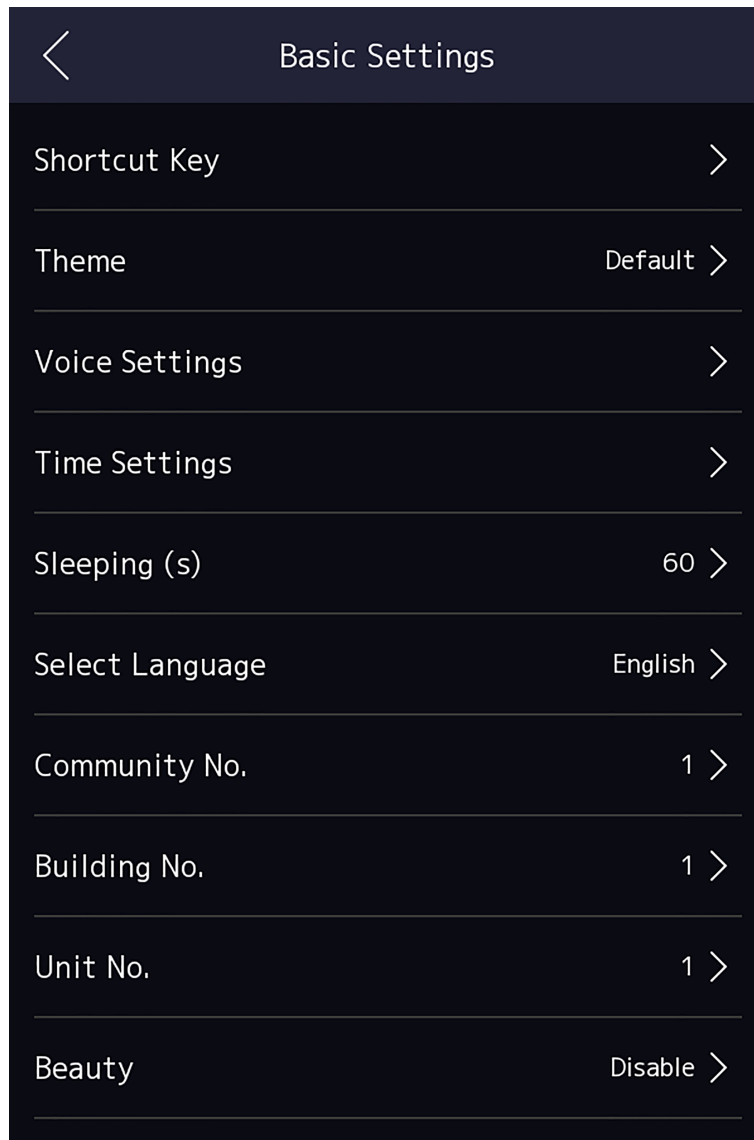 Basic Settings
Shortcut Key
Theme Default
Voice Settings
Time Settings
Sleeping (s) 60
Select Language English
Community No. 1
Building No. 1
Unit No. 1
Beauty Disable